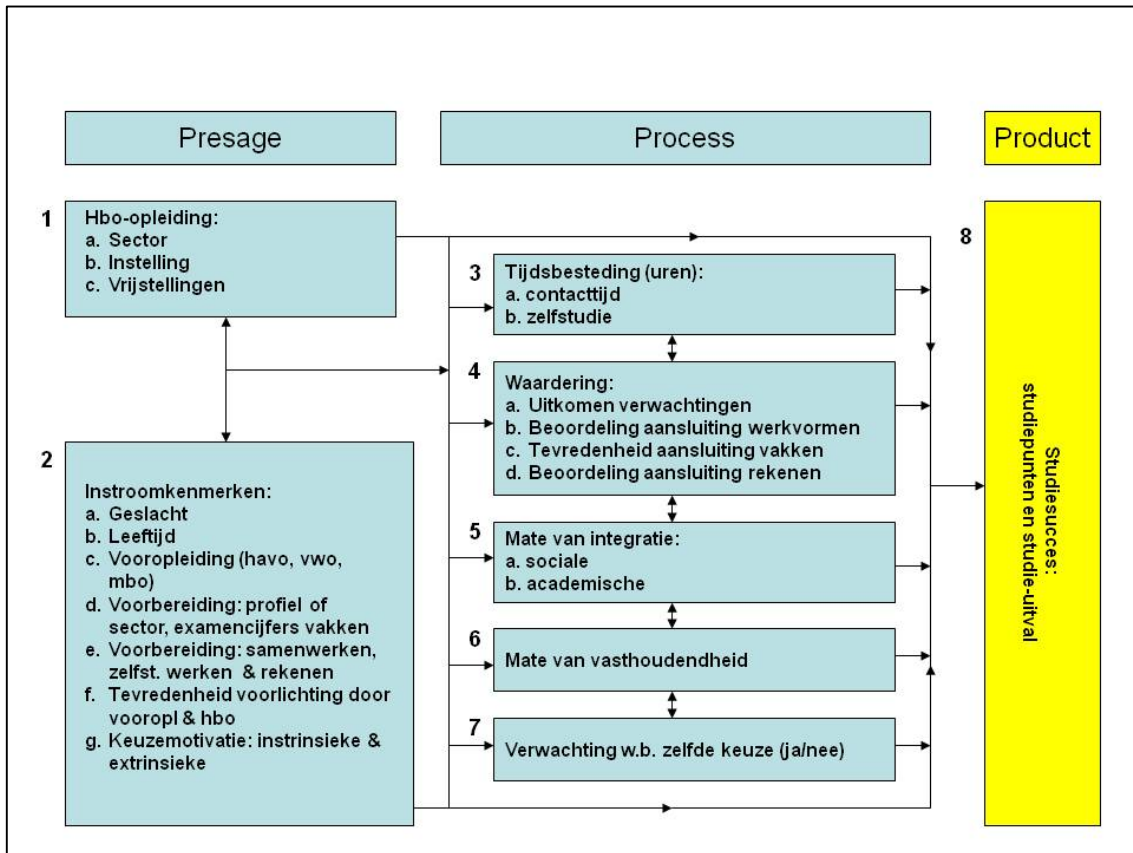 Presage
Process
Product
1
Hbo-opleiding:
a. Sector
b. Instelling
c. Vrijstellingen
2
Instroomkenmerken:
a. Geslacht
b. Leeftijd
c. Vooropleiding (havo, vwo,
mbo)
d. Voorbereiding: profiel of
sector, examencijfers vakken
e. Voorbereiding: samenwerken,
zelfst. werken & rekenen
f. Tevredenheid voorlichting door
vooropl & hbo
g. Keuzemotivatie: instrinsieke &
extrinsieke
3
Tijdsbesteding (uren):
a. contacttijd
b. zelfstudie
4
Waardering:
a. Uitkomen verwachtingen
b. Beoordeling aansluiting werkvormen
c. Tevredenheid aansluiting vakken
d. Beoordeling aansluiting rekenen
5
Mate van integratie:
a. sociale
b. academische
6
Mate van vasthoudendheid
7
Verwachting w.b. zelfde keuze (ja/nee)
8
Studiesucces:
studiepunten en studie-uitval